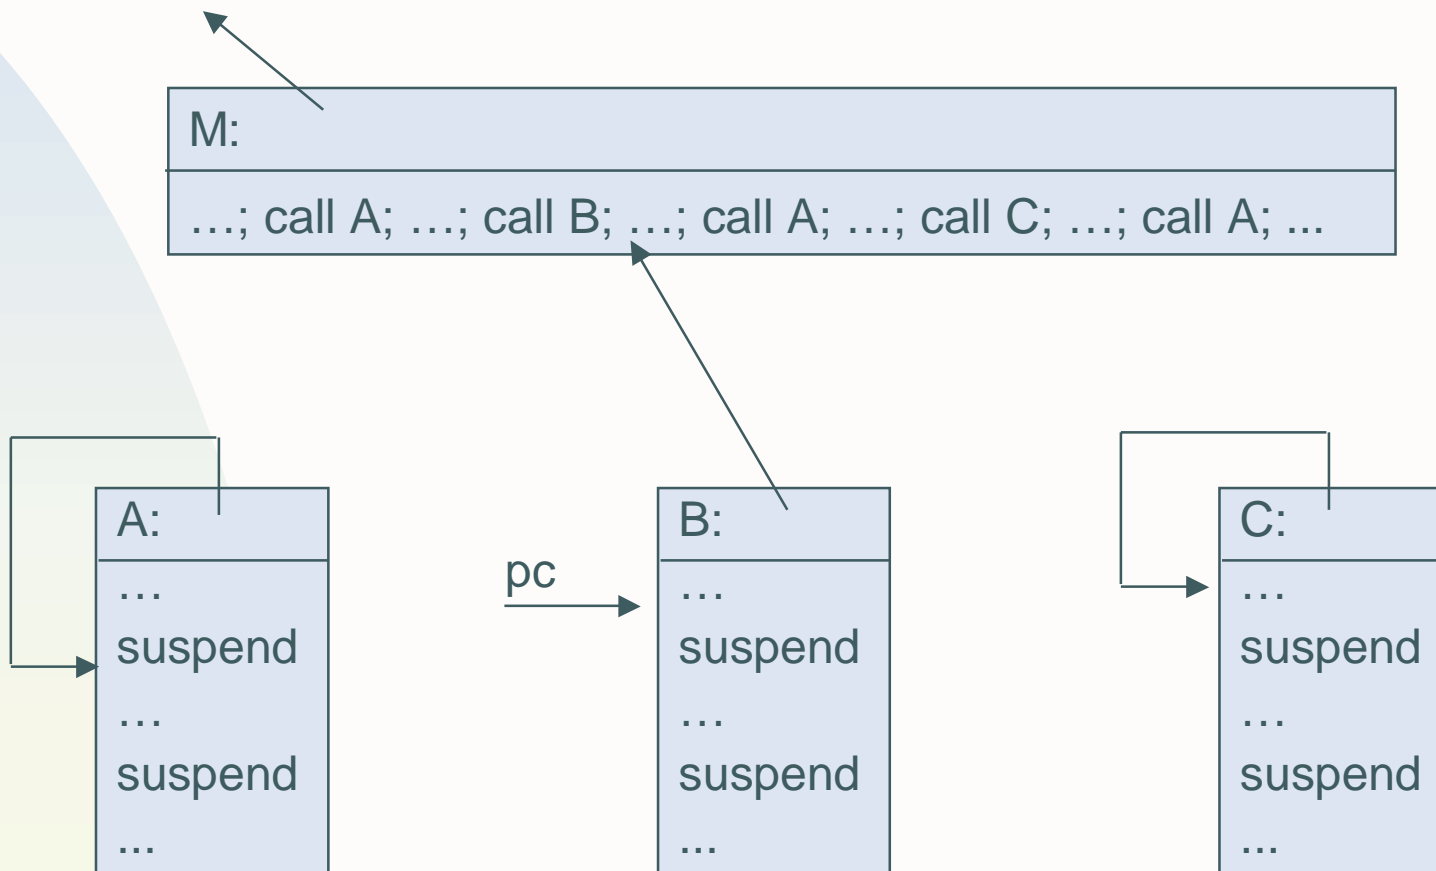 M:
…; call A; …; call B; …; call A; …; call C; …; call A; ...
A:
…
suspend
…
suspend
...
pc
B:
…
suspend
…
suspend
...
C:
…
suspend
…
suspend
...